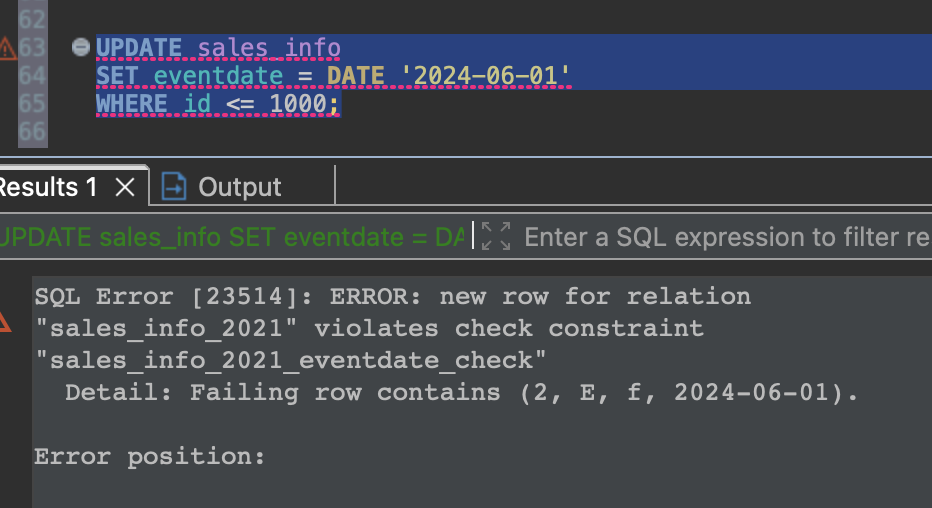 62
63 UPDATE sales_info
64 SET eventdate = DATE '2024-06-01'
65 WHERE id <= 1000;
66
Results 1 Output
UPDATE sales_info SET eventdate = DA Enter a SQL expression to filter re
SQL Error [23514]: ERROR: new row for relation
"sales_info_2021" violates check constraint
"sales_info_2021_eventdate_check"
Detail: Failing row contains (2, E, f, 2024-06-01).
Error position: